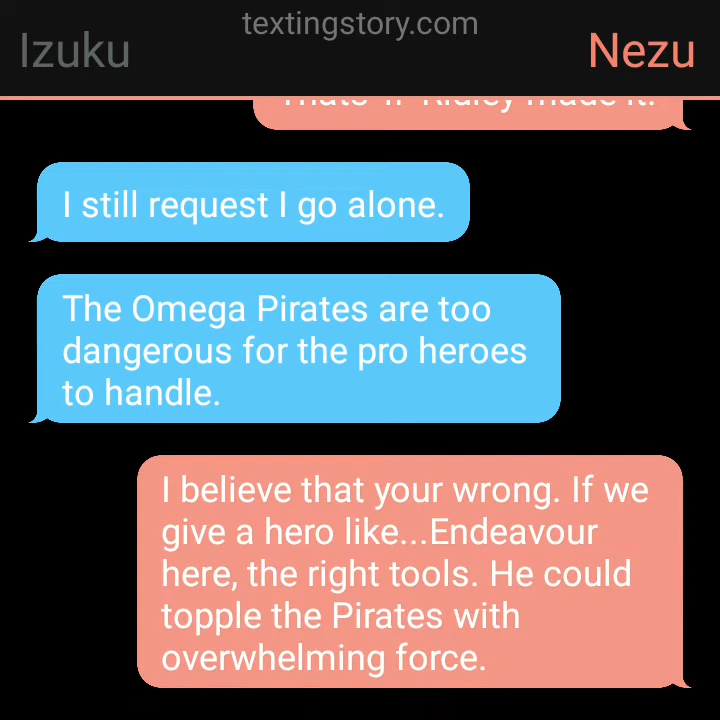 textingstory.com
Izuku
Nezu
I still request I go alone.
The Omega Pirates are too
dangerous for the pro heroes
to handle.
I believe that your wrong. If we
give a hero like...Endeavour
here, the right tools. He could
topple the Pirates with
overwhelming force.